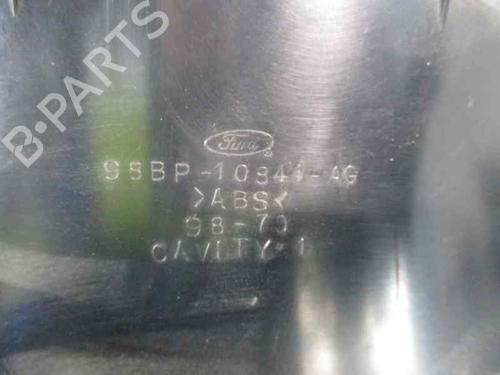 B-PARTS
Ford
98BP-10841-AG
>ABS<
98-70
CAVITY 1